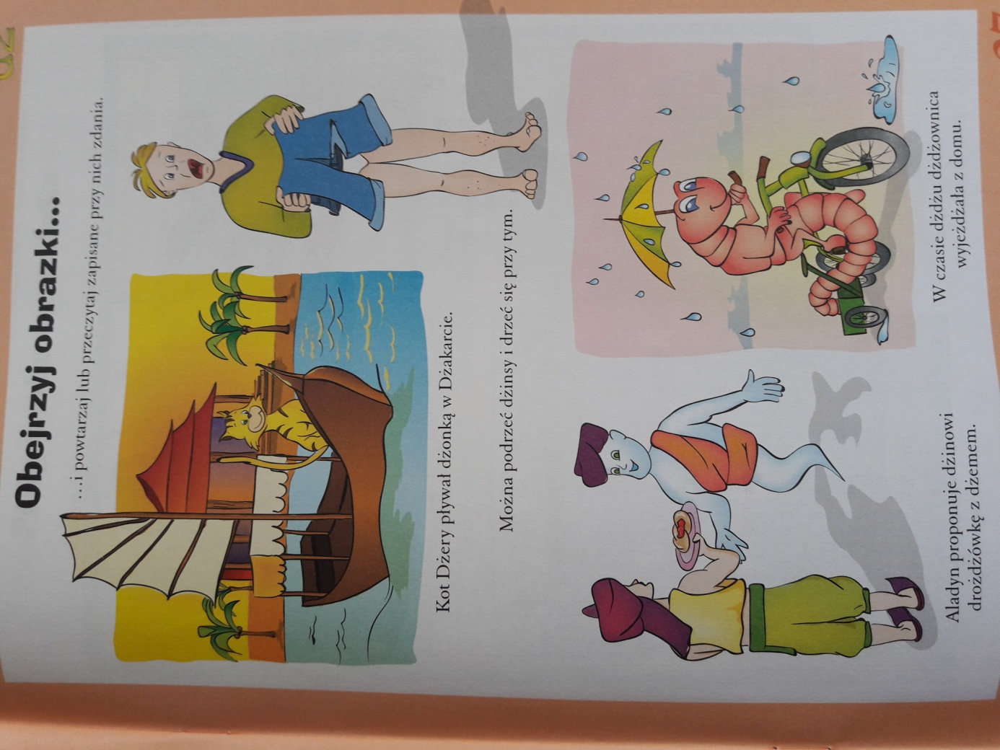 Obejrzyj obrazki...
...i powtarzaj lub przeczytaj zapisane przy nich zdania.
Kot Dżery pływał dżonką w Dżakarcie.
Można podrzeć dżinsy i drzeć się przy tym.
Aladyn proponuje dżinowi
drożdżówkę z dżemem.
W czasie dżdżu dżdżownica
wyjeżdżała z domu.